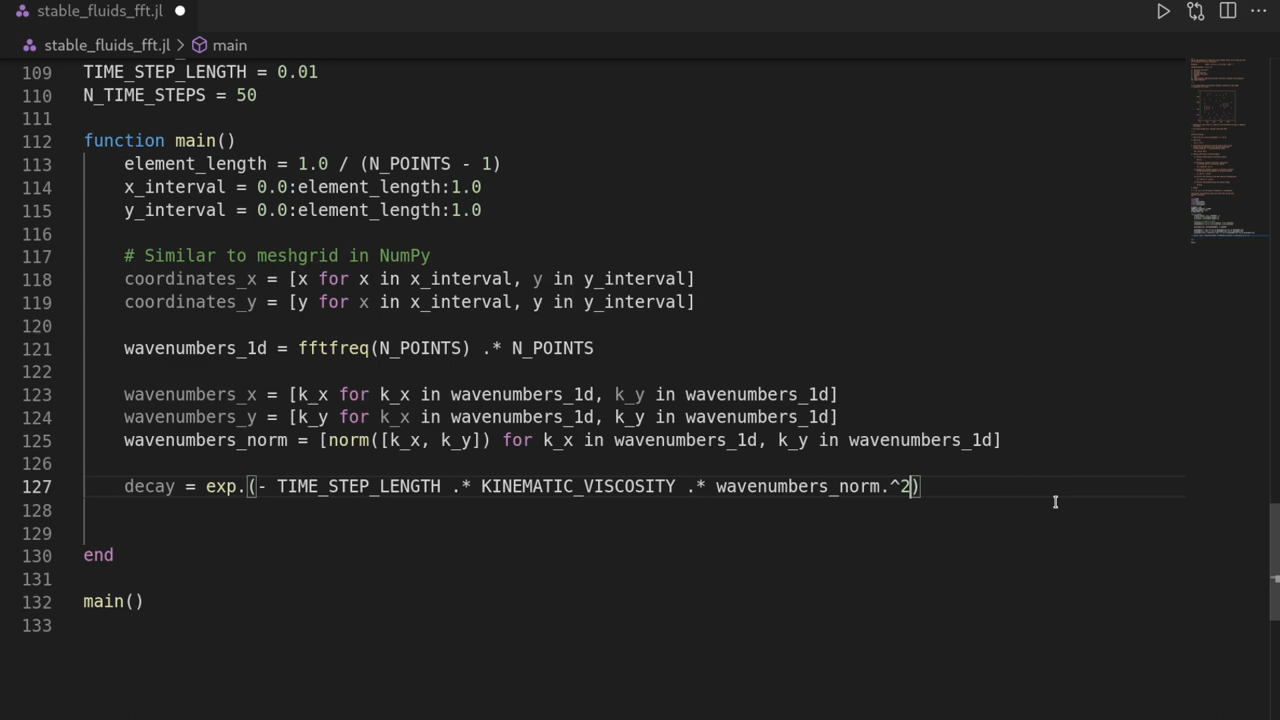 stable_fluids_fft.jl
stable_fluids_fft.jl > main
109 TIME_STEP_LENGTH = 0.01
110 N_TIME_STEPS = 50
111
112 function main()
113 element_length = 1.0 / (N_POINTS - 1)
114 x_interval = 0.0:element_length:1.0
115 y_interval = 0.0:element_length:1.0
116
117 # Similar to meshgrid in NumPy
118 coordinates_x = [x for x in x_interval, y in y_interval]
119 coordinates_y = [y for x in x_interval, y in y_interval]
120
121 wavenumbers_1d = fftfreq(N_POINTS) .* N_POINTS
122
123 wavenumbers_x = [k_x for k_x in wavenumbers_1d, k_y in wavenumbers_1d]
124 wavenumbers_y = [k_y for k_x in wavenumbers_1d, k_y in wavenumbers_1d]
125 wavenumbers_norm = [norm([k_x, k_y]) for k_x in wavenumbers_1d, k_y in wavenumbers_1d]
126
127 decay = exp.(- TIME_STEP_LENGTH .* KINEMATIC_VISCOSITY .* wavenumbers_norm.^2)
128
129
130 end
131
132 main()
133